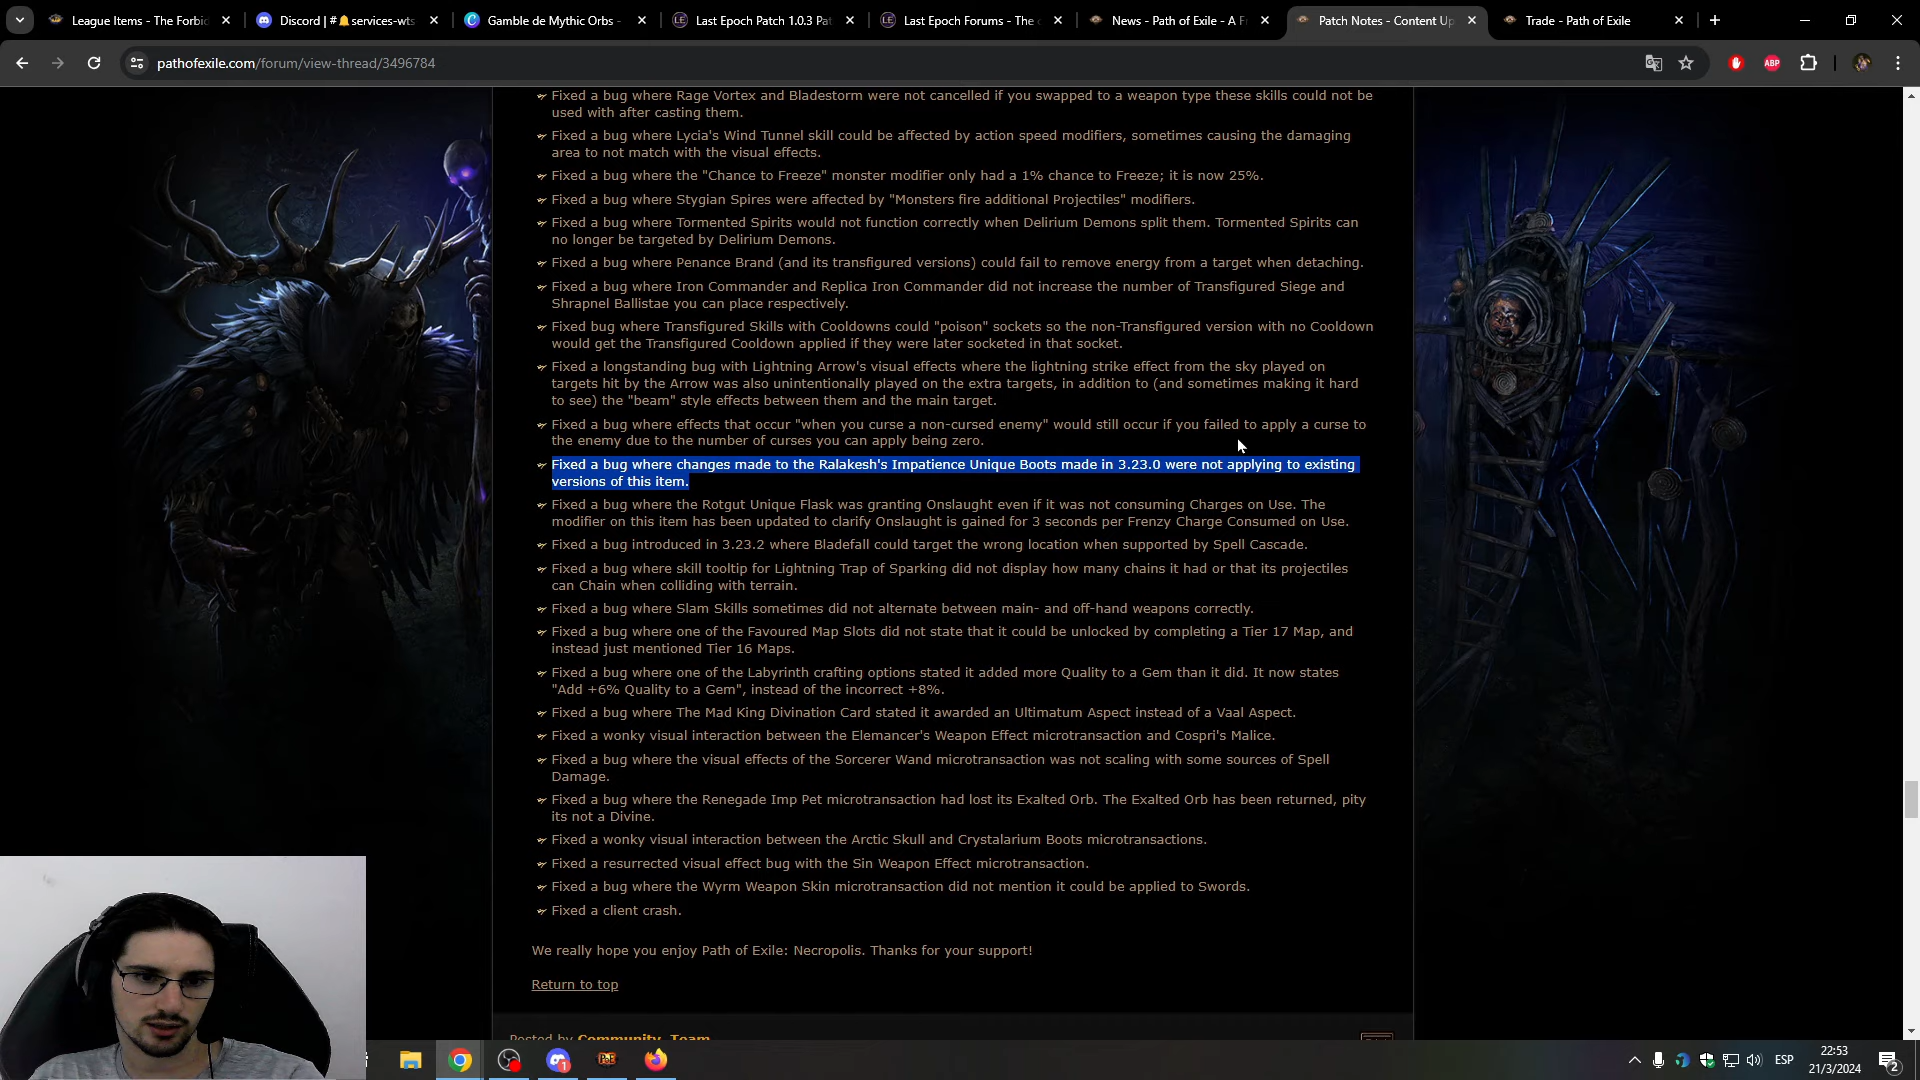 League Items - The Forbid
Discord | #🔔services-wts
Gamble de Mythic Orbs -
Last Epoch Patch 1.0.3 Pat
Last Epoch Forums - The
News - Path of Exile - A F
Patch Notes - Content Up
Trade - Path of Exile
pathofexile.com/forum/view-thread/3496784
ABP
Fixed a bug where Rage Vortex and Bladestorm were not cancelled if you swapped to a weapon type these skills could not be
used with after casting them.
Fixed a bug where Lycia's Wind Tunnel skill could be affected by action speed modifiers, sometimes causing the damaging
area to not match with the visual effects.
Fixed a bug where the "Chance to Freeze" monster modifier only had a 1% chance to Freeze; it is now 25%.
Fixed a bug where Stygian Spires were affected by "Monsters fire additional Projectiles" modifiers.
Fixed a bug where Tormented Spirits would not function correctly when Delirium Demons split them. Tormented Spirits can
no longer be targeted by Delirium Demons.
Fixed a bug where Penance Brand (and its transfigured versions) could fail to remove energy from a target when detaching.
Fixed a bug where Iron Commander and Replica Iron Commander did not increase the number of Transfigured Siege and
Shrapnel Ballistae you can place respectively.
Fixed bug where Transfigured Skills with Cooldowns could "poison" sockets so the non-Transfigured version with no Cooldown
would get the Transfigured Cooldown applied if they were later socketed in that socket.
Fixed a longstanding bug with Lightning Arrow's visual effects where the lightning strike effect from the sky played on
targets hit by the Arrow was also unintentionally played on the extra targets, in addition to (and sometimes making it hard
to see) the "beam" style effects between them and the main target.
Fixed a bug where effects that occur "when you curse a non-cursed enemy" would still occur if you failed to apply a curse to
the enemy due to the number of curses you can apply being zero.
Fixed a bug where changes made to the Ralakesh's Impatience Unique Boots made in 3.23.0 were not applying to existing
versions of this item.
Fixed a bug where the Rotgut Unique Flask was granting Onslaught even if it was not consuming Charges on Use. The
modifier on this item has been updated to clarify Onslaught is gained for 3 seconds per Frenzy Charge Consumed on Use.
Fixed a bug introduced in 3.23.2 where Bladefall could target the wrong location when supported by Spell Cascade.
Fixed a bug where skill tooltip for Lightning Trap of Sparking did not display how many chains it had or that its projectiles
can Chain when colliding with terrain.
Fixed a bug where Slam Skills sometimes did not alternate between main- and off-hand weapons correctly.
Fixed a bug where one of the Favoured Map Slots did not state that it could be unlocked by completing a Tier 17 Map, and
instead just mentioned Tier 16 Maps.
Fixed a bug where one of the Labyrinth crafting options stated it added more Quality to a Gem than it did. It now states
"Add +6% Quality to a Gem", instead of the incorrect +8%.
Fixed a bug where The Mad King Divination Card stated it awarded an Ultimatum Aspect instead of a Vaal Aspect.
Fixed a wonky visual interaction between the Elemancer's Weapon Effect microtransaction and Cospri's Malice.
Fixed a bug where the visual effects of the Sorcerer Wand microtransaction was not scaling with some sources of Spell
Damage.
Fixed a bug where the Renegade Imp Pet microtransaction had lost its Exalted Orb. The Exalted Orb has been returned, pity
its not a Divine.
Fixed a wonky visual interaction between the Arctic Skull and Crystalarium Boots microtransactions.
Fixed a resurrected visual effect bug with the Sin Weapon Effect microtransaction.
Fixed a bug where the Wyrm Weapon Skin microtransaction did not mention it could be applied to Swords.
Fixed a client crash.
We really hope you enjoy Path of Exile: Necropolis. Thanks for your support!
Return to top
Posted by Community_Team
ESP
22:53
21/3/2024
2